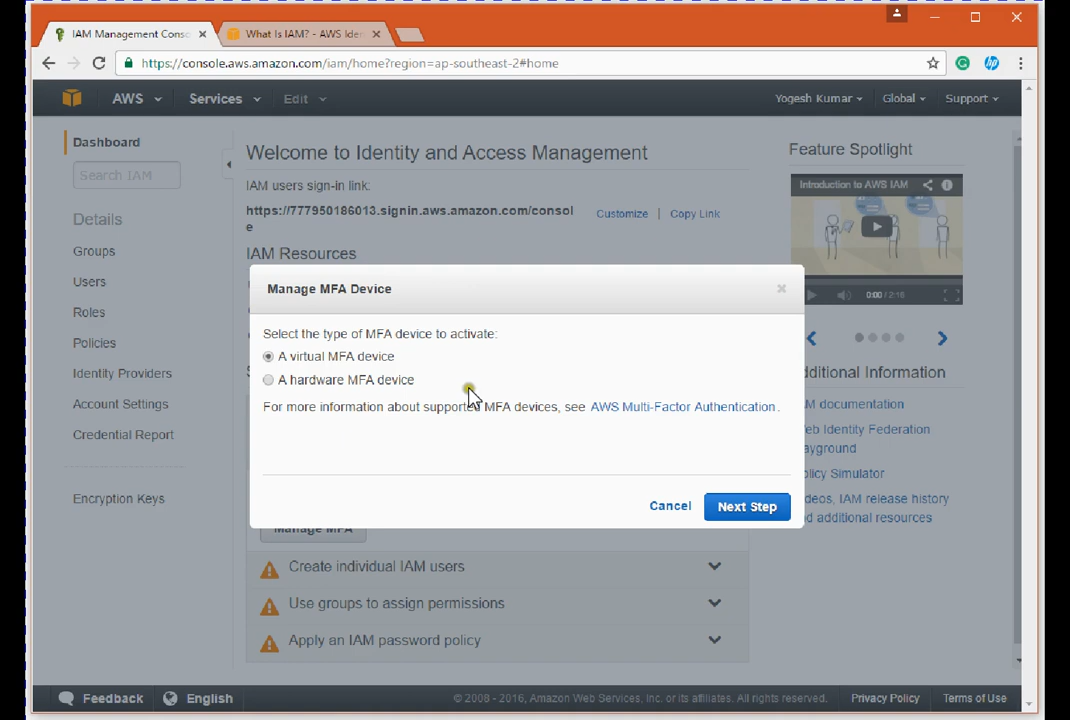 IAM Management Conso
What Is IAM? - AWS Iden
https://console.aws.amazon.com/iam/home?region=ap-southeast-2#home
AWS
Services
Edit
Yogesh Kumar
Global
Support
Dashboard
Search IAM
Details
Groups
Users
Roles
Policies
Identity Providers
Account Settings
Credential Report
Encryption Keys
Welcome to Identity and Access Management
IAM users sign-in link:
https://777950186013.signin.aws.amazon.com/consol
e
Customize | Copy Link
IAM Resources
Manage MFA Device
Select the type of MFA device to activate:
A virtual MFA device
A hardware MFA device
For more information about supported MFA devices, see AWS Multi-Factor Authentication.
Cancel
Next Step
Manage MFA
Create individual IAM users
Use groups to assign permissions
Apply an IAM password policy
Feature Spotlight
Introduction to AWS IAM
0:00 / 2:16
dditional Information
M documentation
eb Identity Federation
ayground
olicy Simulator
deos, IAM release history
d additional resources
Feedback
English
© 2008 - 2016, Amazon Web Services, Inc. or its affiliates. All rights reserved.
Privacy Policy
Terms of Use